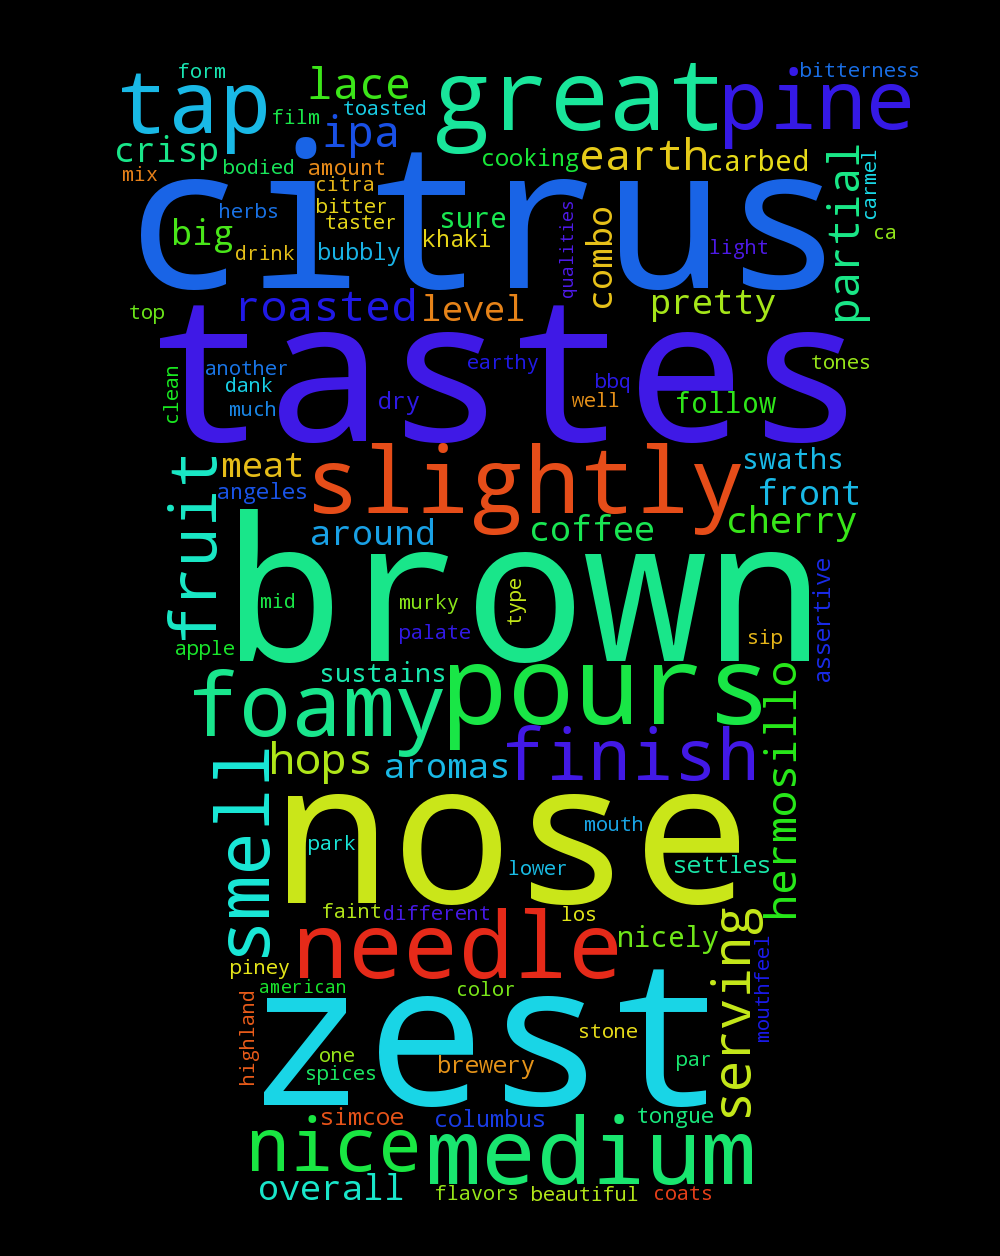 form
lace
great
pine
bitterness
tap
toasted
film
ipa
crisp
cooking
earth
carbed
mix
bodied
amount
citra
partial
carmel
citrus
herbs
bitter
taster
sure
qualities
combo
big
khaki
light
ca
drink
bubbly
top
roasted
level
pretty
tastes
clean
another
earthy
tones
dank
bbq
much
dry
well
follow
fruit
meat
slightly
swaths
angeles
front
around
coffee
cherry
brown
mid
murky
type
assertive
palate
sip
apple
sustains
pours
foamy
hermosillo
hops
aromas
finish
smell
nose
mouth
park
lower
settles
faint
different
los
needle
nicely
serving
mouthfeel
piney
american
color
highland
zest
stone
one
spices
brewery
par
simcoe
columbus
tongue
nice
medium
overall
flavors
beautiful
coats